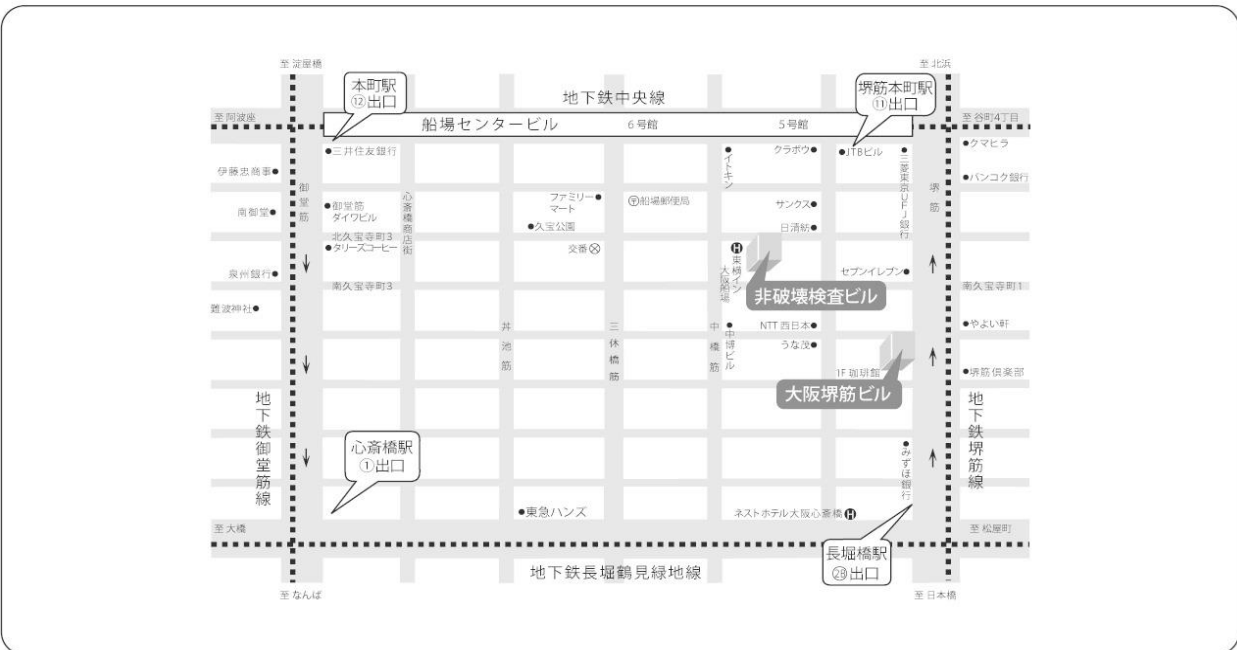 至 淀屋橋
至 北浜
本町駅
⑫出口
地下鉄中央線
堺筋本町駅
⑪出口
至 阿波座
船場センタービル
6号館
5号館
至 谷町4丁目
●三井住友銀行
●イトキン
クラボウ●
●JTBビル
●三菱東京UFJ銀行
●クマヒラ
伊藤忠商事●
●バンコク銀行
御堂筋
心斎橋商店街
堺筋
南御堂●
●御堂筋
ダイワビル
ファミリー●
マート
〶船場郵便局
サンクス●
●久宝公園
日清紡●
北久宝寺町3
●タリーズコーヒー
交番⊗
H東横イン
大阪船場
泉州銀行●
セブンイレブン●
南久宝寺町3
非破壊検査ビル
南久宝寺町1
難波神社●
丼池筋
三休橋筋
中橋筋
●中博ビル
NTT西日本●
●やよい軒
うな茂●
1F 珈琲館
●堺筋倶楽部
大阪堺筋ビル
地下鉄御堂筋線
地下鉄堺筋線
心斎橋駅
①出口
●みずほ銀行
●東急ハンズ
ネストホテル大阪心斎橋H
至 大橋
至 松屋町
長堀橋駅
2B出口
地下鉄長堀鶴見緑地線
至 なんば
至 日本橋